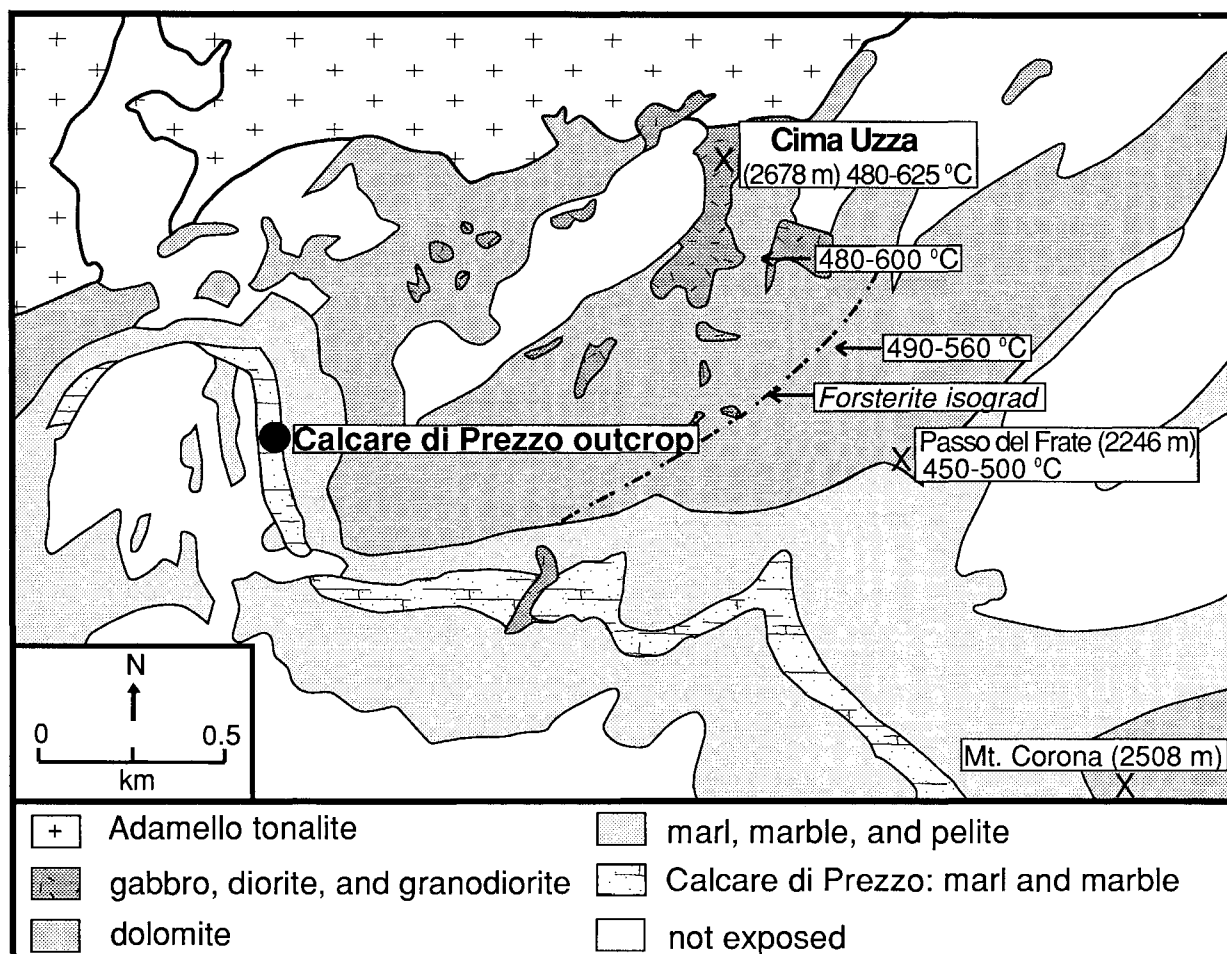 Cima Uzza
(2678 m) 480-625 °C
480-600 °C
490-560 °C
Forsterite isograd
Calcare di Prezzo outcrop
Passo del Frate (2246 m)
450-500 °C
N
0 0.5
km
Mt. Corona (2508 m)
Adamello tonalite
gabbro, diorite, and granodiorite
dolomite
marl, marble, and pelite
Calcare di Prezzo: marl and marble
not exposed